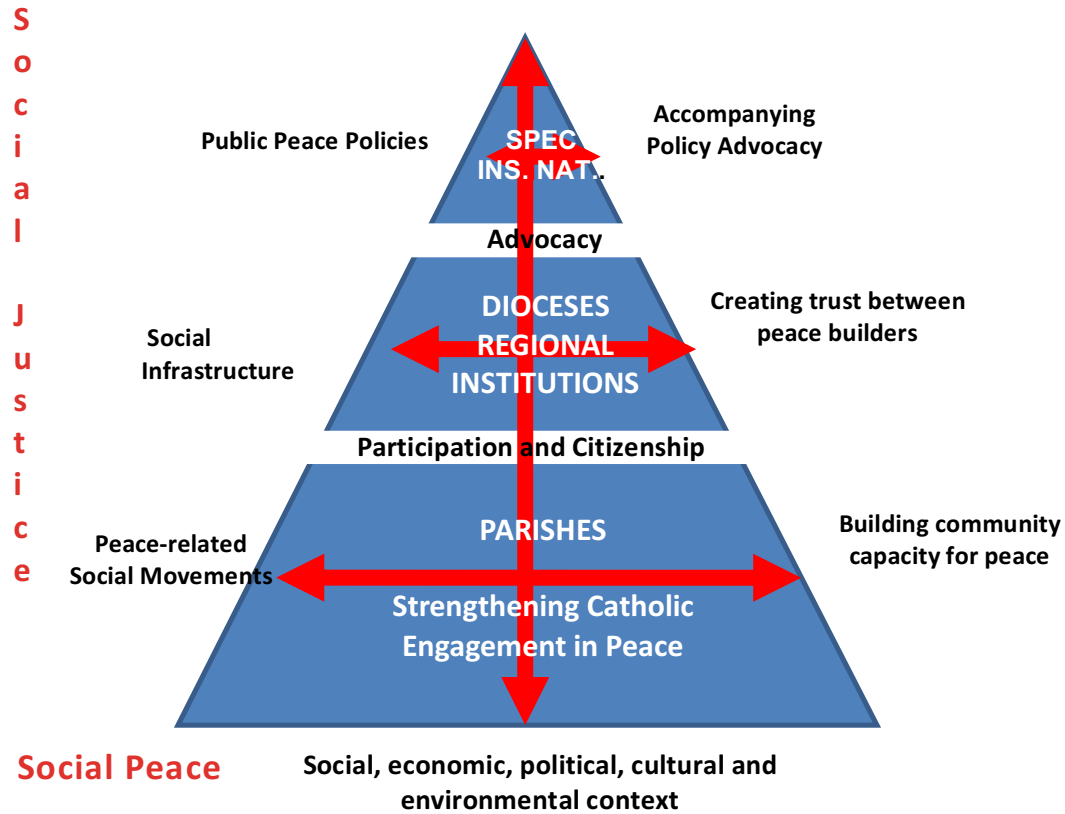 Social Justice
Public Peace Policies
SPEC
INS. NAT..
Accompanying
Policy Advocacy
Advocacy
Social
Infrastructure
DIOCESES
REGIONAL
INSTITUTIONS
Creating trust between
peace builders
Participation and Citizenship
Peace-related
Social Movements
PARISHES
Strengthening Catholic
Engagement in Peace
Building community
capacity for peace
Social Peace
Social, economic, political, cultural and
environmental context